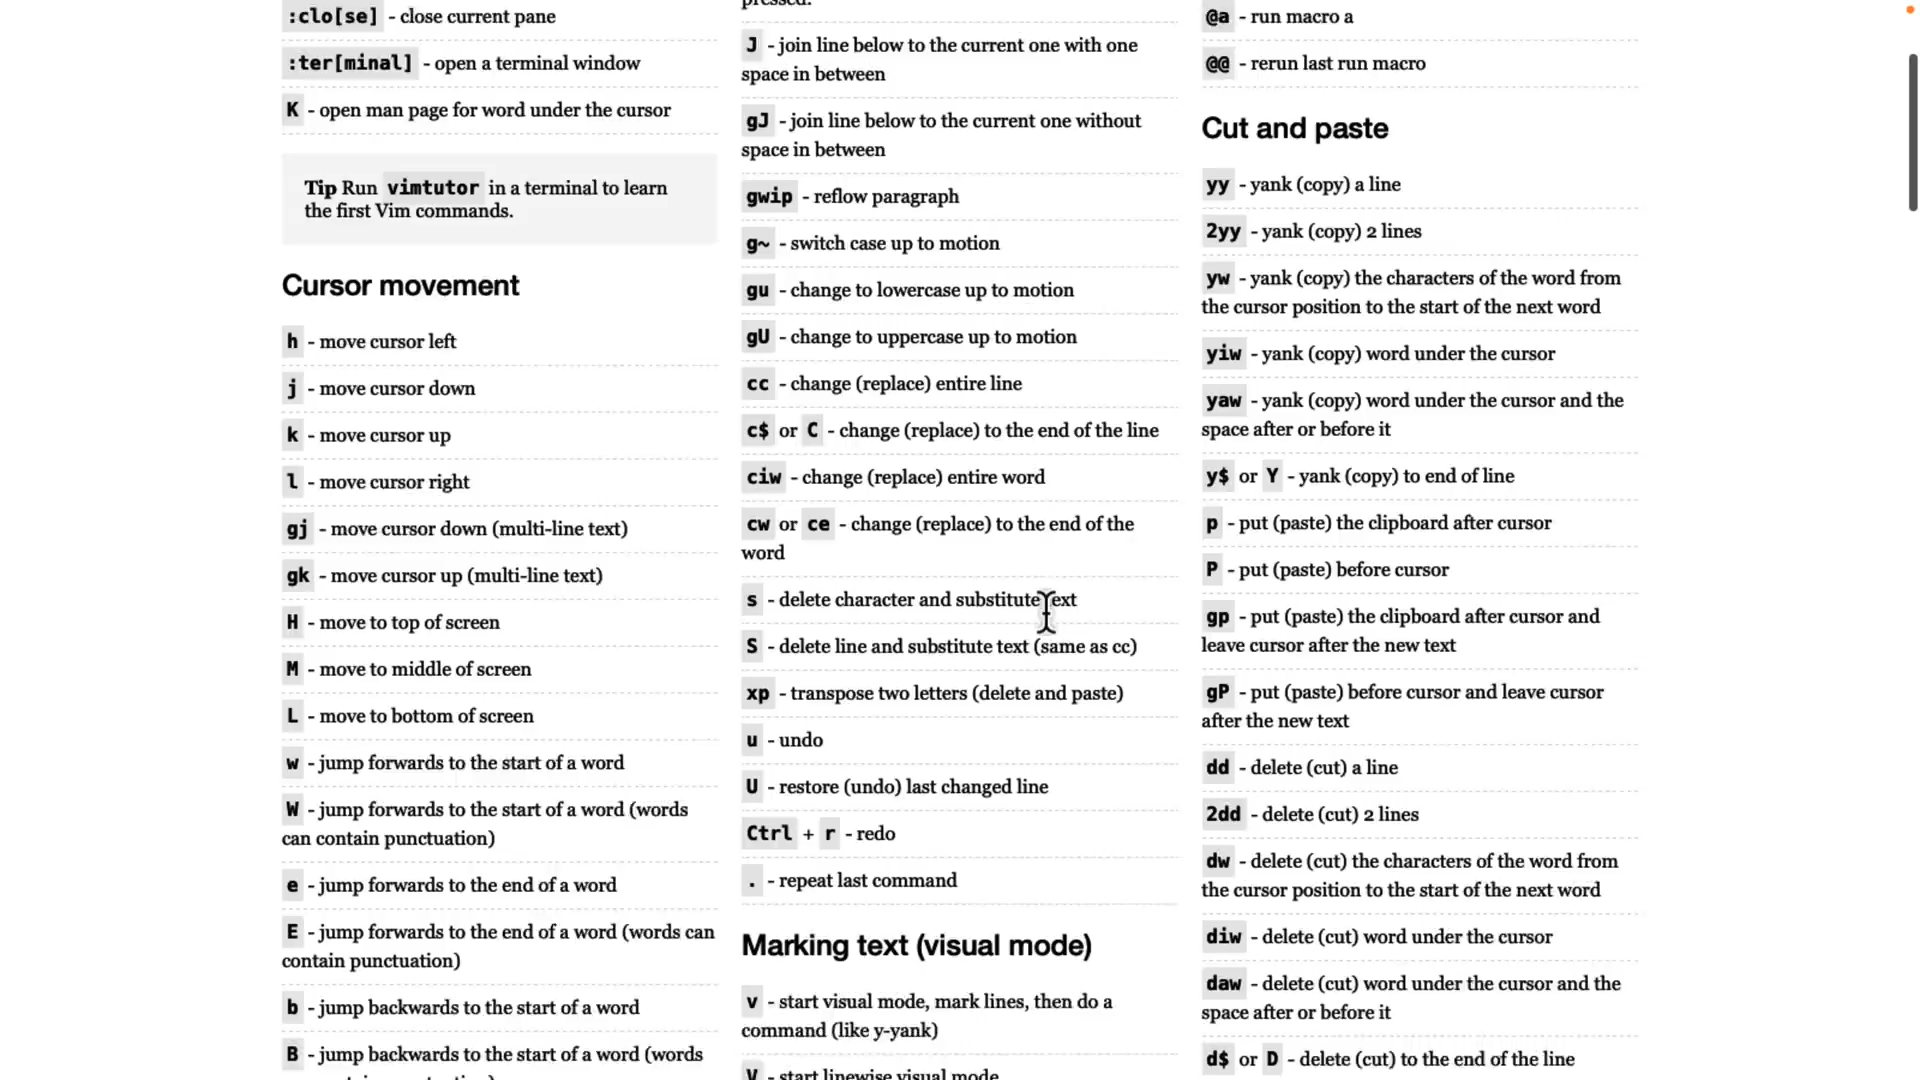 :clo[se] - close current pane
:ter[minal] - open a terminal window
K - open man page for word under the cursor
Tip Run vimtutor in a terminal to learn
the first Vim commands.
Cursor movement
h - move cursor left
j - move cursor down
k - move cursor up
l - move cursor right
gj - move cursor down (multi-line text)
gk - move cursor up (multi-line text)
H - move to top of screen
M - move to middle of screen
L - move to bottom of screen
w - jump forwards to the start of a word
W - jump forwards to the start of a word (words
can contain punctuation)
e - jump forwards to the end of a word
E - jump forwards to the end of a word (words can
contain punctuation)
b - jump backwards to the start of a word
B - jump backwards to the start of a word (words
pressed.
J - join line below to the current one with one
space in between
gJ - join line below to the current one without
space in between
gwip - reflow paragraph
g~ - switch case up to motion
gu - change to lowercase up to motion
gU - change to uppercase up to motion
cc - change (replace) entire line
c$ or C - change (replace) to the end of the line
ciw - change (replace) entire word
cw or ce - change (replace) to the end of the
word
s - delete character and substitute text
S - delete line and substitute text (same as cc)
xp - transpose two letters (delete and paste)
u - undo
U - restore (undo) last changed line
Ctrl + r - redo
. - repeat last command
Marking text (visual mode)
v - start visual mode, mark lines, then do a
command (like y-yank)
V - start linewise visual mode
@a - run macro a
@@ - rerun last run macro
Cut and paste
yy - yank (copy) a line
2yy - yank (copy) 2 lines
yw - yank (copy) the characters of the word from
the cursor position to the start of the next word
yiw - yank (copy) word under the cursor
yaw - yank (copy) word under the cursor and the
space after or before it
y$ or Y - yank (copy) to end of line
p - put (paste) the clipboard after cursor
P - put (paste) before cursor
gp - put (paste) the clipboard after cursor and
leave cursor after the new text
gP - put (paste) before cursor and leave cursor
after the new text
dd - delete (cut) a line
2dd - delete (cut) 2 lines
dw - delete (cut) the characters of the word from
the cursor position to the start of the next word
diw - delete (cut) word under the cursor
daw - delete (cut) word under the cursor and the
space after or before it
d$ or D - delete (cut) to the end of the line